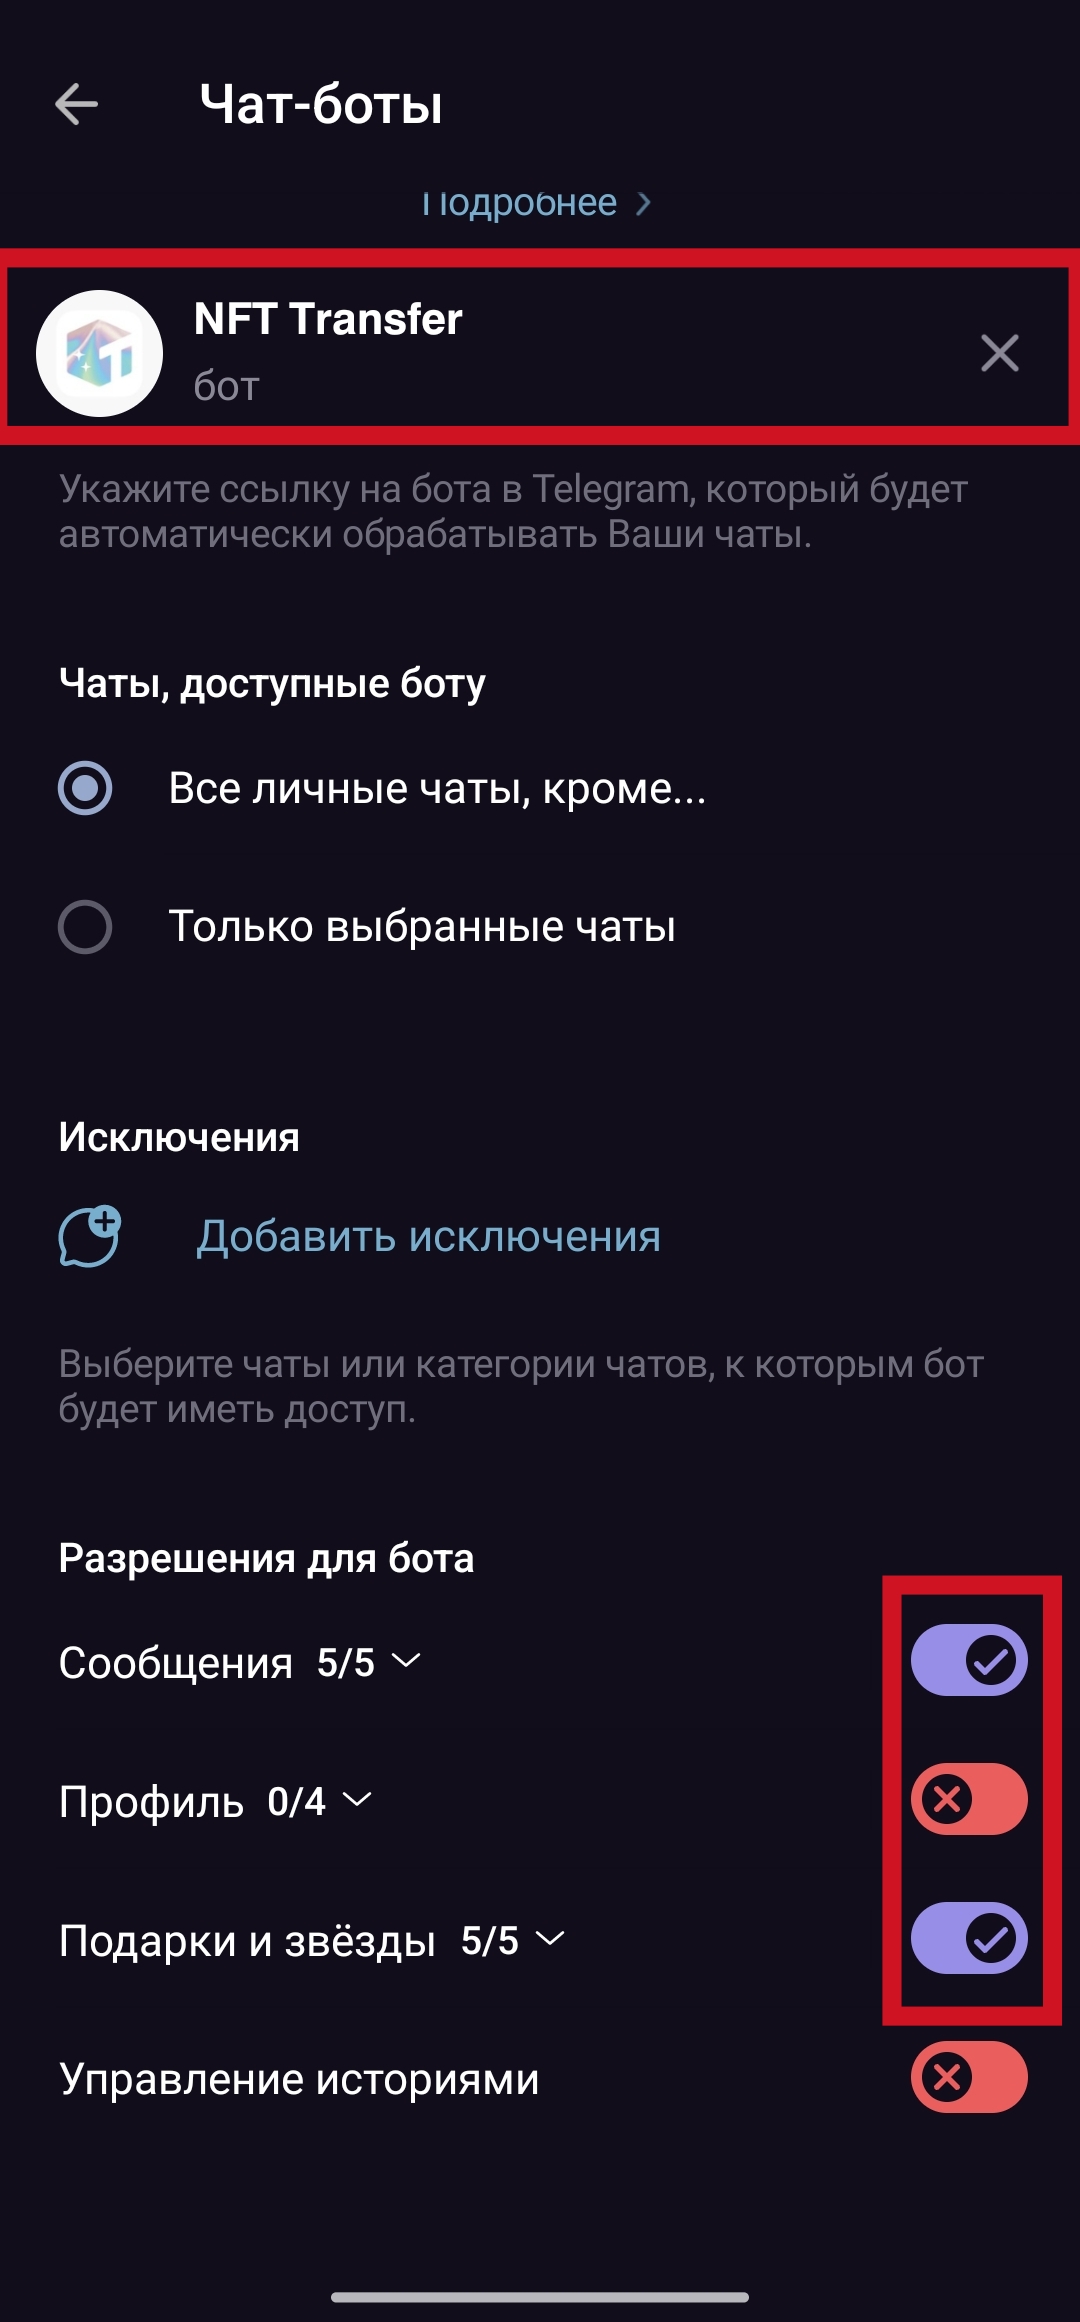 Чат-боты
Подробнее
NFT Transfer
бот
Укажите ссылку на бота в Telegram, который будет
автоматически обрабатывать Ваши чаты.
Чаты, доступные боту
Все личные чаты, кроме...
Только выбранные чаты
Исключения
Добавить исключения
Выберите чаты или категории чатов, к которым бот
будет иметь доступ.
Разрешения для бота
Сообщения 5/5
Профиль 0/4
Подарки и звёзды 5/5
Управление историями